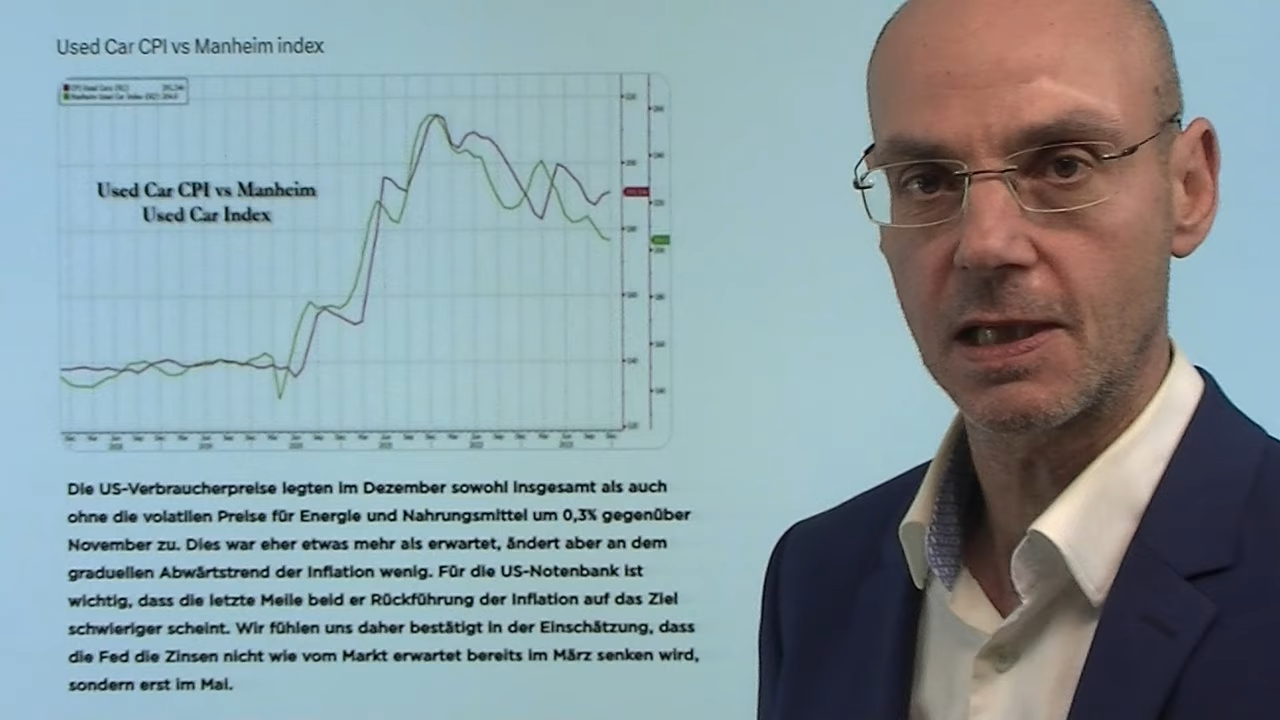 Used Car CPI vs Manheim index
Used Car CPI vs Manheim
Used Car Index
Die US-Verbraucherpreise legten im Dezember sowohl insgesamt als auch
ohne die volatilen Preise für Energie und Nahrungsmittel um 0,3% gegenüber
November zu. Dies war eher etwas mehr als erwartet, ändert aber an dem
graduellen Abwärtstrend der Inflation wenig. Für die US-Notenbank ist
wichtig, dass die letzte Meile beid er Rückführung der Inflation auf das Ziel
schwieriger scheint. Wir fühlen uns daher bestätigt in der Einschätzung, dass
die Fed die Zinsen nicht wie vom Markt erwartet bereits im März senken wird,
sondern erst im Mai.